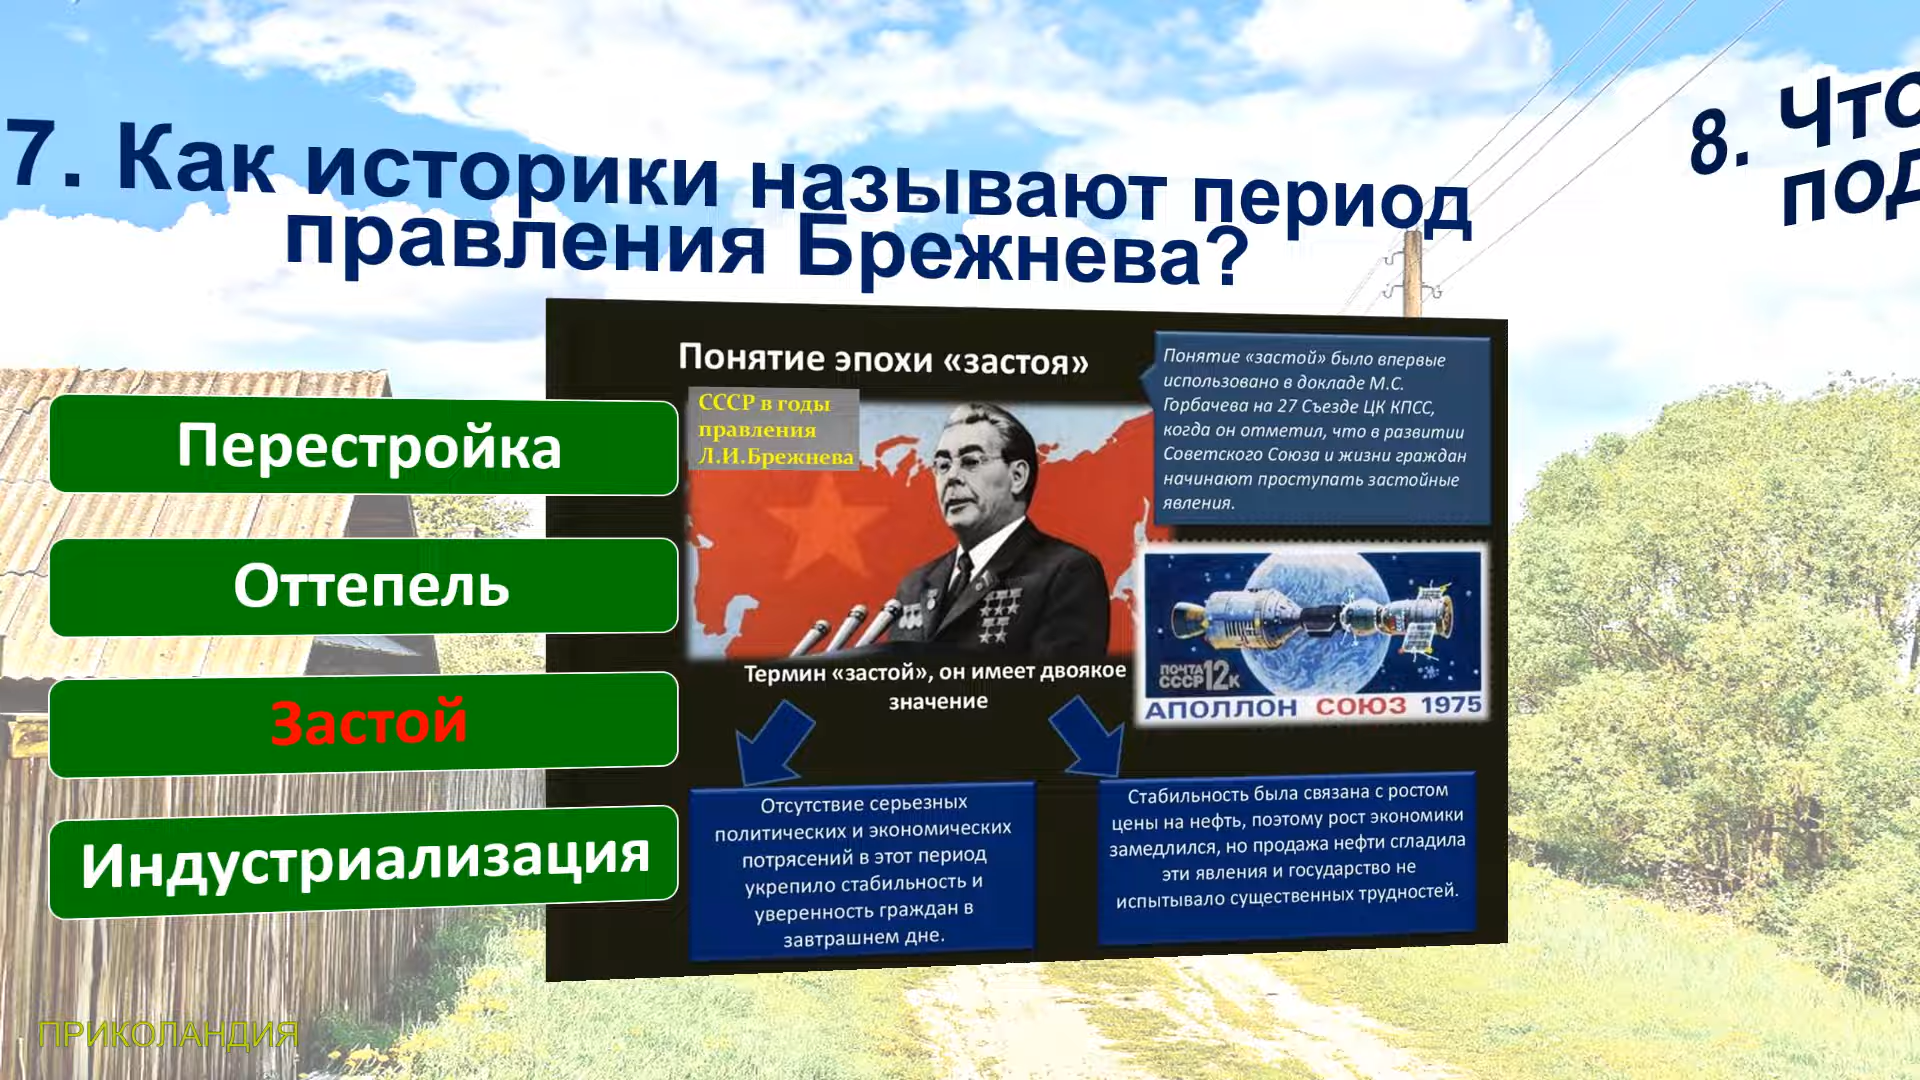 7. Как историки называют период
правления Брежнева?
8. Что
под
Перестройка
Оттепель
Застой
Индустриализация
Понятие эпохи «застоя»
СССР в годы
правления
Л.И.Брежнева
Понятие «застой» было впервые
использовано в докладе М.С.
Горбачева на 27 Съезде ЦК КПСС,
когда он отметил, что в развитии
Советского Союза и жизни граждан
начинают проступать застойные
явления.
ПОЧТА
СССР 12 К
АПОЛЛОН СОЮЗ 1975
Термин «застой», он имеет двоякое
значение
Отсутствие серьезных
политических и экономических
потрясений в этот период
укрепило стабильность и
уверенность граждан в
завтрашнем дне.
Стабильность была связана с ростом
цены на нефть, поэтому рост экономики
замедлился, но продажа нефти сгладила
эти явления и государство не
испытывало существенных трудностей.
ПРИКОЛАНДИЯ